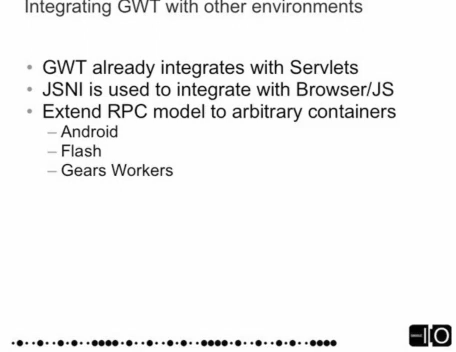 Integrating GWT with other environments
• GWT already integrates with Servlets
• JSNI is used to integrate with Browser/JS
• Extend RPC model to arbitrary containers
– Android
– Flash
– Gears Workers
IO